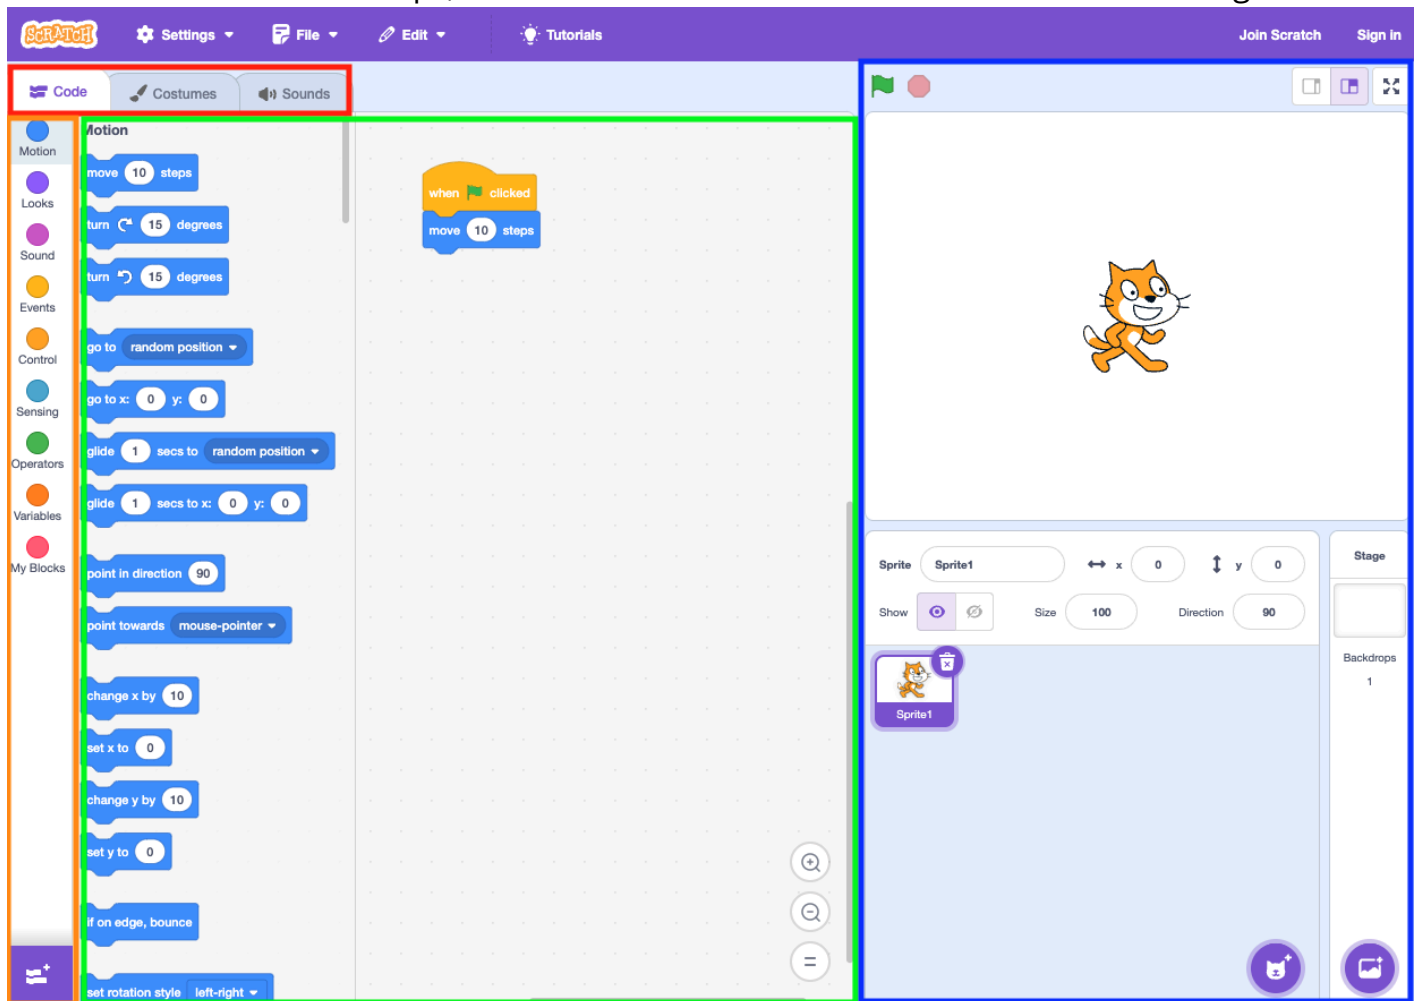 SCRATCH Settings File Edit Tutorials Join Scratch Sign in
Code Costumes Sounds
Motion
Looks
Sound
Events
Control
Sensing
Operators
Variables
My Blocks
Motion
move 10 steps
turn 15 degrees
turn 15 degrees
go to random position
go to x: 0 y: 0
glide 1 secs to random position
glide 1 secs to x: 0 y: 0
point in direction 90
point towards mouse-pointer
change x by 10
set x to 0
change y by 10
set y to 0
if on edge, bounce
set rotation style left-right
when clicked
move 10 steps
Sprite Sprite1 x 0 y 0
Show Size 100 Direction 90
Sprite1
Stage
Backdrops
1